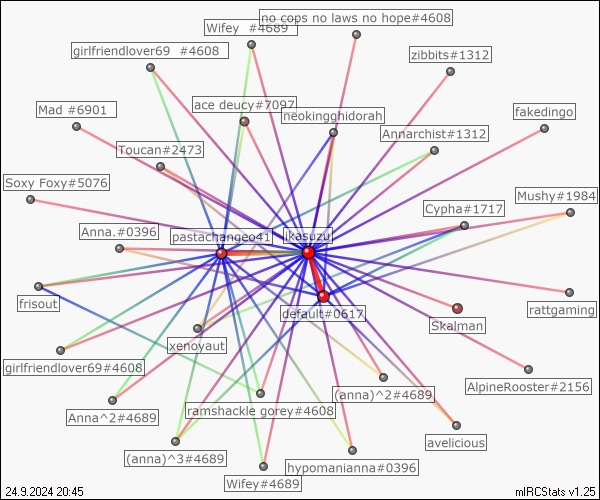 no cops no laws no hope#4608
Wifey #4689
girlfriendlover69 #4608
zibbits#1312
ace deucy#7097
Mad #6901
neokingghidorah
fakedingo
Annarchist#1312
Toucan#2473
Soxy Foxy#5076
Mushy#1984
Cypha#1717
Anna.#0396
pastachangeo41
ikasuzu
frisout
default#0617
rattgaming
Skalman
xenoyaut
girlfriendlover69#4608
AlpineRooster#2156
(anna)^2#4689
ramshackle gorey#4608
Anna^2#4689
avelicious
(anna)^3#4689
hypomanianna#0396
Wifey#4689
24.9.2024 20:45
mIRCStats v1.25